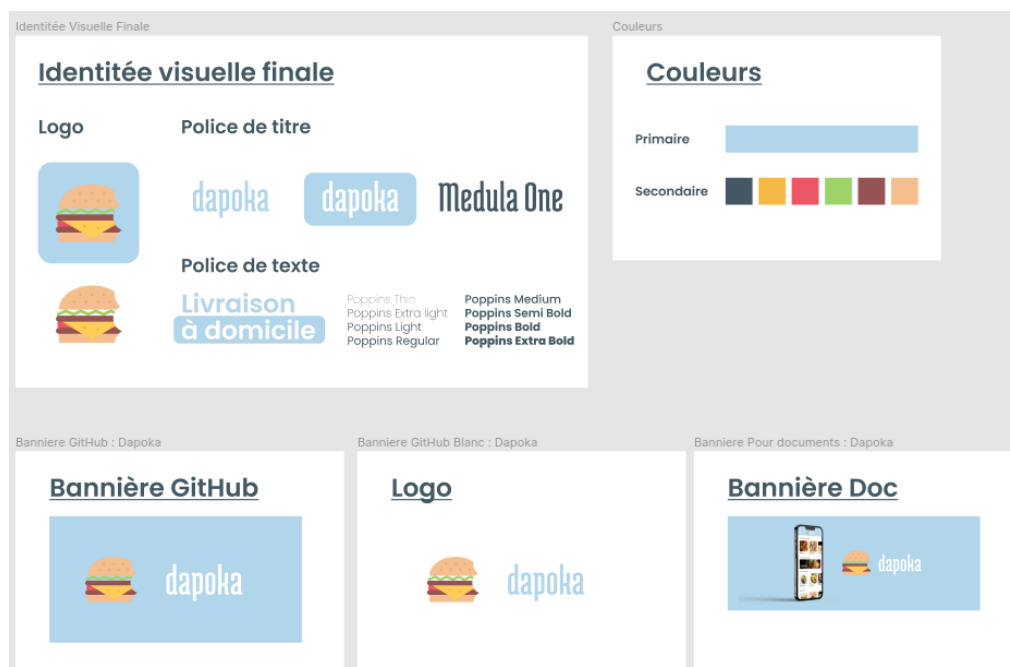 Identitée Visuelle Finale
Identitée visuelle finale
Logo
Police de titre
dapoka
dapoka
Medula One
Police de texte
Livraison
à domicile
Poppins Thin
Poppins Extra light
Poppins Light
Poppins Regular
Poppins Medium
Poppins Semi Bold
Poppins Bold
Poppins Extra Bold
Couleurs
Couleurs
Primaire
Secondaire
Banniere GitHub : Dapoka
Bannière GitHub
dapoka
Banniere GitHub Blanc : Dapoka
Logo
dapoka
Banniere Pour documents : Dapoka
Bannière Doc
dapoka